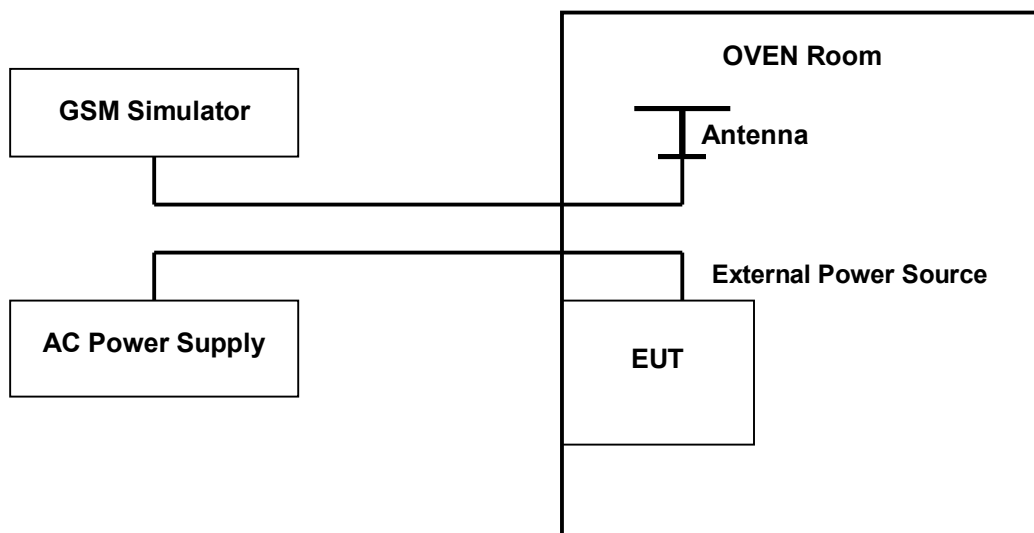 OVEN Room
GSM Simulator
Antenna
External Power Source
AC Power Supply
EUT